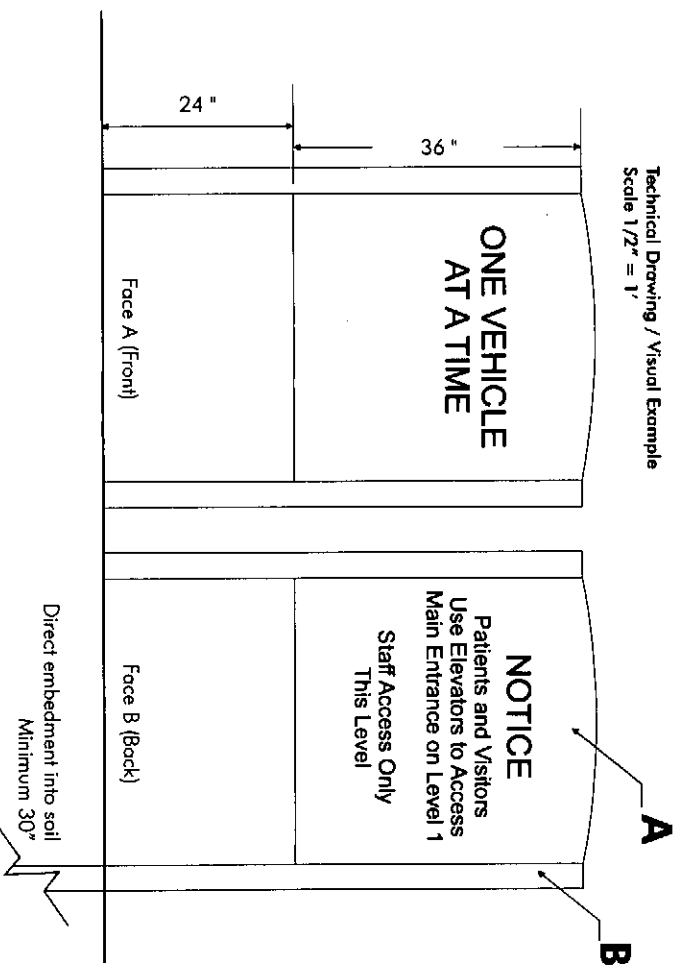 Technical Drawing / Visual Example
Scale 1/2" = 1'
A
B
36 "
24 "
ONE VEHICLE
AT A TIME
NOTICE
Patients and Visitors
Use Elevators to Access
Main Entrance on Level 1
Staff Access Only
This Level
Face A (Front)
Face B (Back)
Direct embedment into soil
Minimum 30"